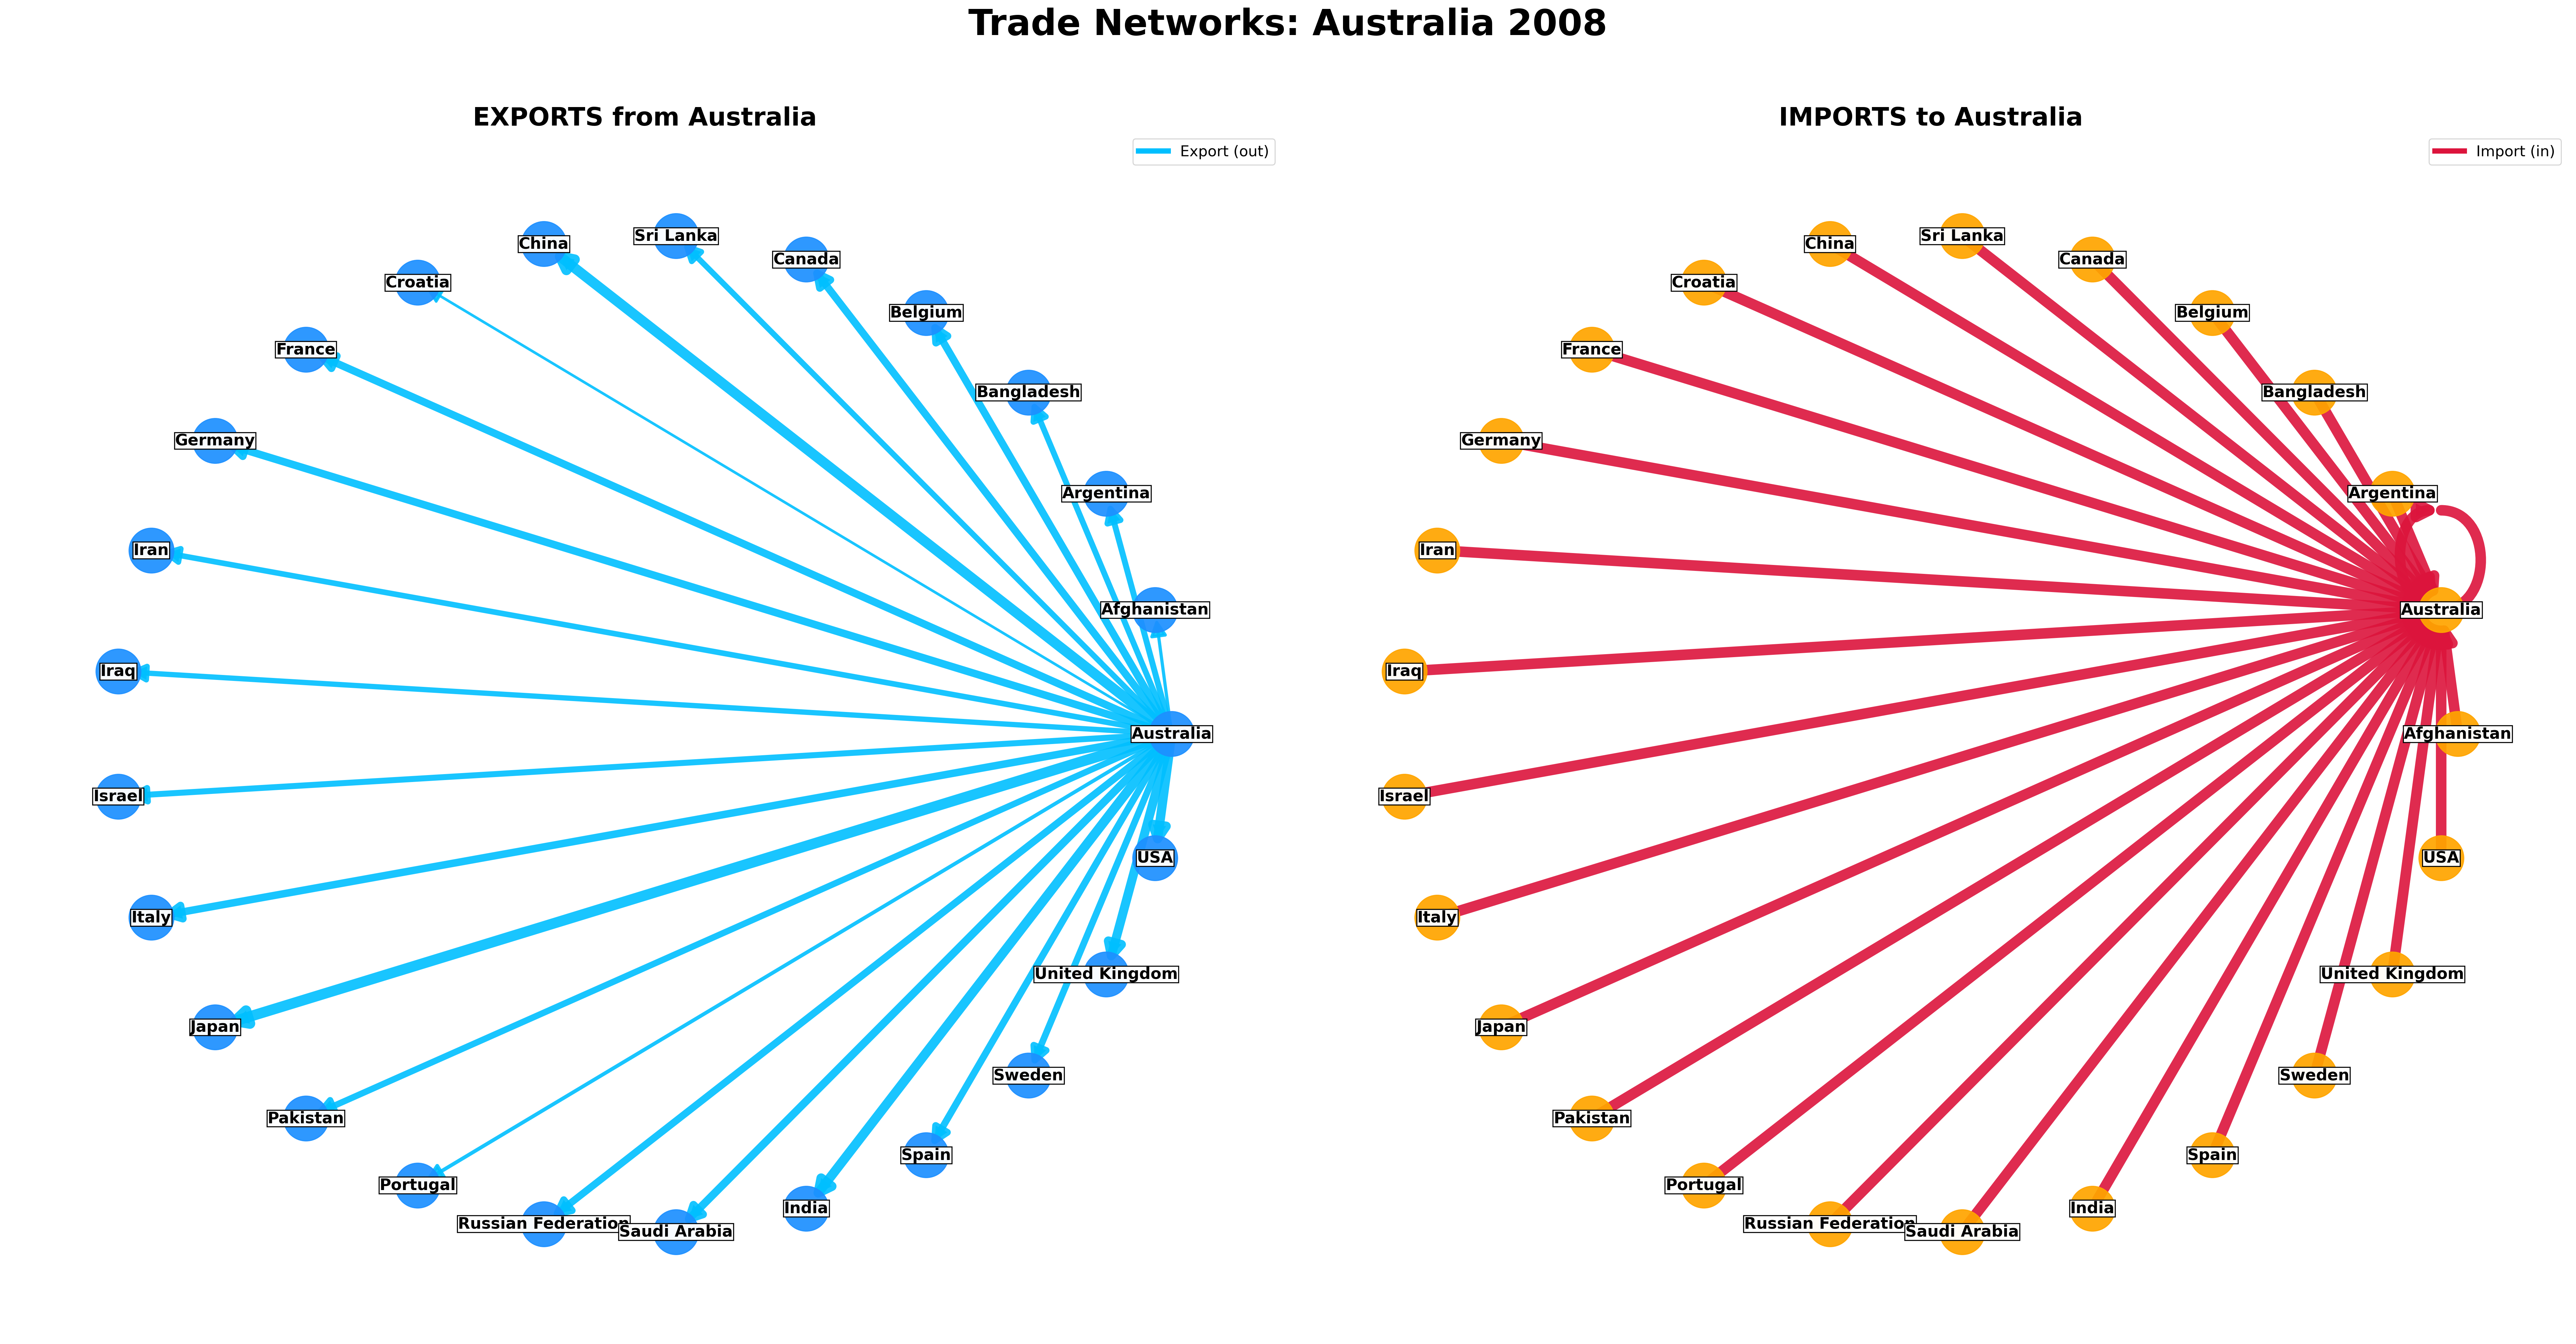 Trade Networks: Australia 2008
EXPORTS from Australia
Export (out)
China
Sri Lanka
Canada
Croatia
Belgium
France
Bangladesh
Germany
Argentina
Iran
Afghanistan
Iraq
Australia
Israel
USA
Italy
United Kingdom
Japan
Sweden
Pakistan
Spain
Portugal
India
Russian Federation
Saudi Arabia
IMPORTS to Australia
Import (in)
China
Sri Lanka
Canada
Croatia
Belgium
France
Bangladesh
Germany
Argentina
Iran
Australia
Iraq
Afghanistan
Israel
USA
Italy
United Kingdom
Japan
Sweden
Pakistan
Spain
Portugal
India
Russian Federation
Saudi Arabia